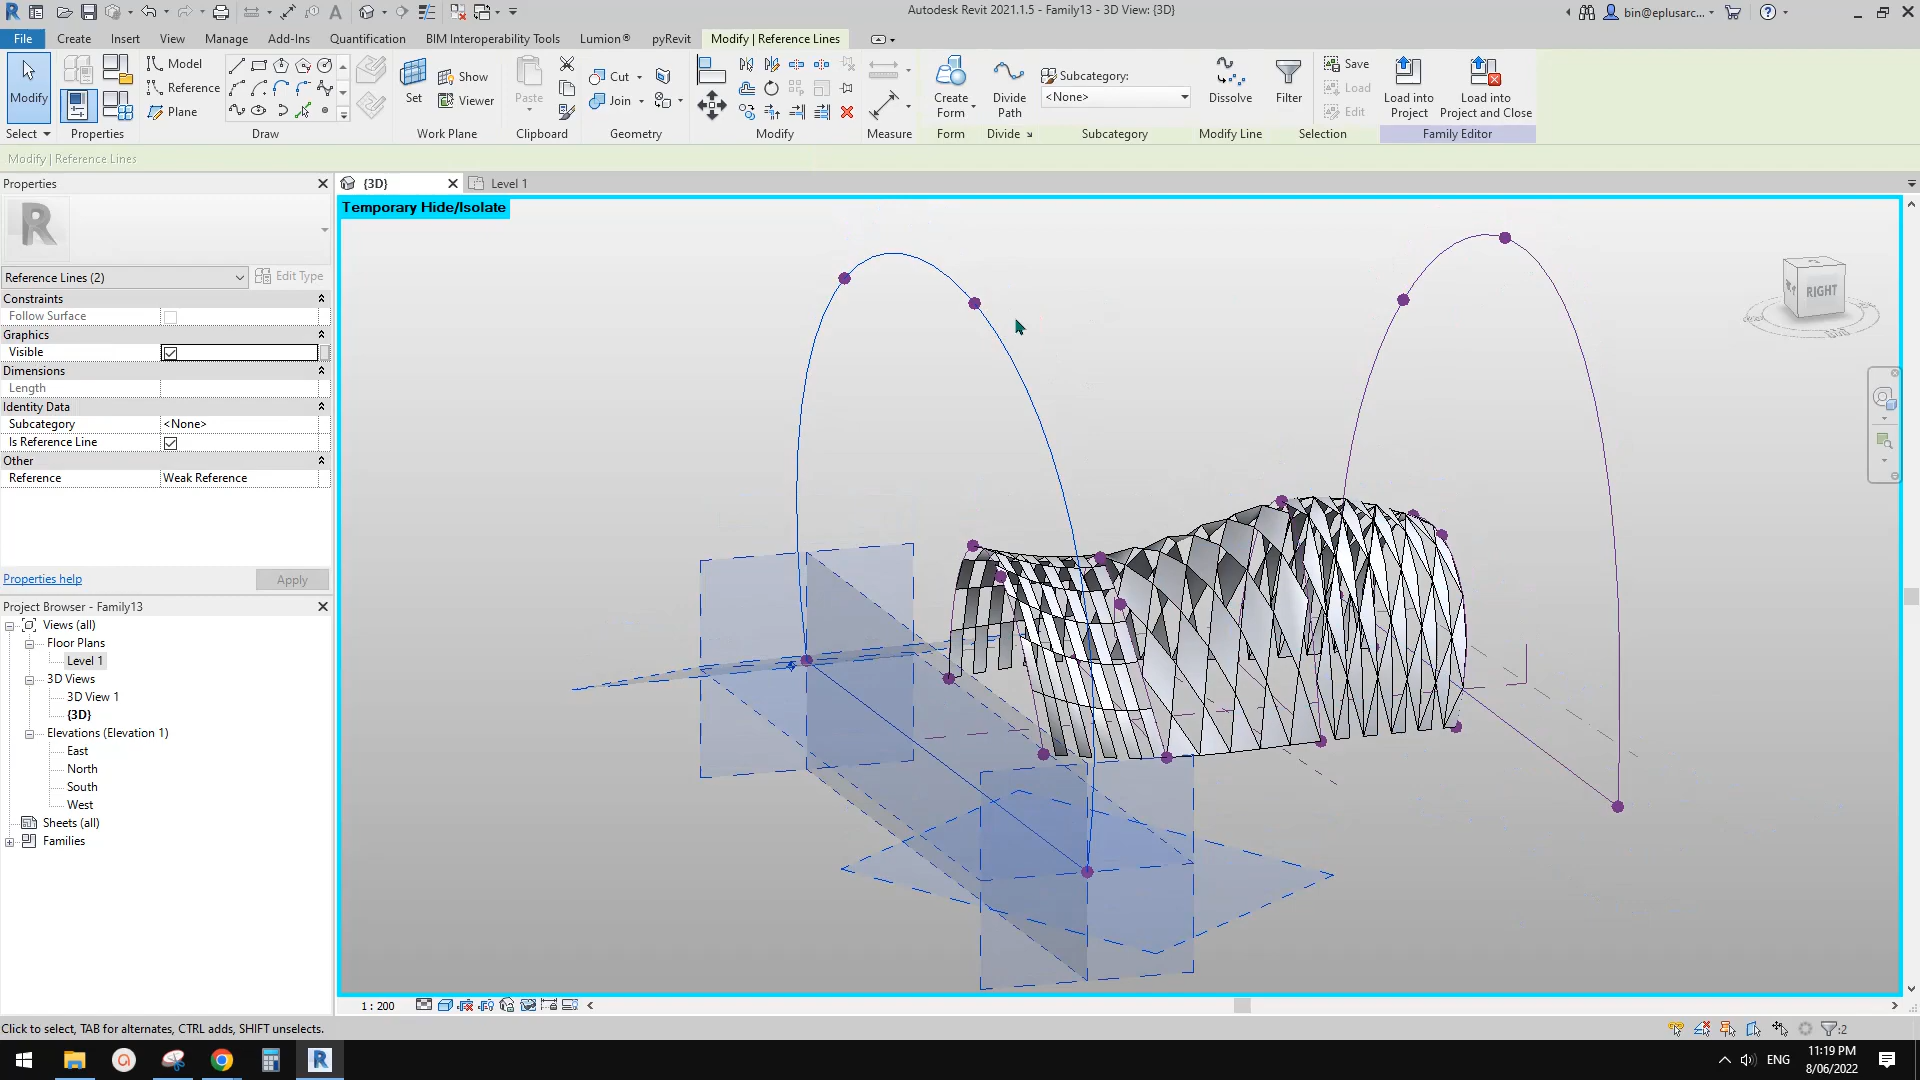 Autodesk Revit 2021.1.5 - Family13 - 3D View: {3D}
bin@eplusarc...
File Create Insert View Manage Add-Ins Quantification BIM Interoperability Tools Lumion® pyRevit Modify | Reference Lines
Modify
Select
Properties
Model
Reference
Plane
Draw
Set
Show
Viewer
Work Plane
Paste
Clipboard
Cut
Join
Geometry
Modify
Measure
Create
Form
Form
Divide
Path
Divide
Subcategory:
<None>
Subcategory
Dissolve
Modify Line
Filter
Save
Load
Edit
Selection
Load into
Project
Load into
Project and Close
Family Editor
Modify | Reference Lines
Properties
{3D}
Level 1
Temporary Hide/Isolate
Reference Lines (2)
Edit Type
Constraints
Follow Surface
Graphics
Visible
Dimensions
Length
Identity Data
Subcategory <None>
Is Reference Line
Other
Reference Weak Reference
Properties help
Apply
Project Browser - Family13
Views (all)
Floor Plans
Level 1
3D Views
3D View 1
{3D}
Elevations (Elevation 1)
East
North
South
West
Sheets (all)
Families
RIGHT
1 : 200
Click to select, TAB for alternates, CTRL adds, SHIFT unselects.
:2
ENG
11:19 PM
8/06/2022